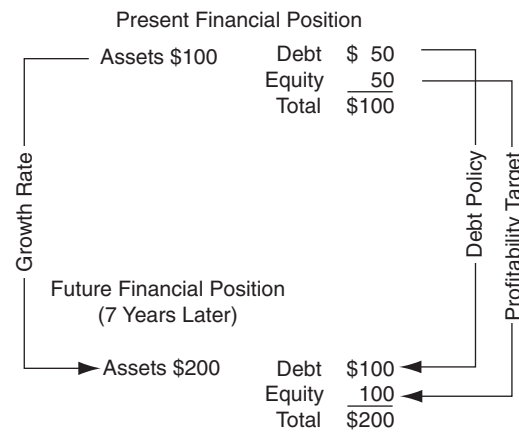 Present Financial Position
Assets $100
Debt $ 50
Equity 50
Total $100
Growth Rate
Debt Policy
Profitability Target
Future Financial Position
(7 Years Later)
Assets $200
Debt $100
Equity 100
Total $200